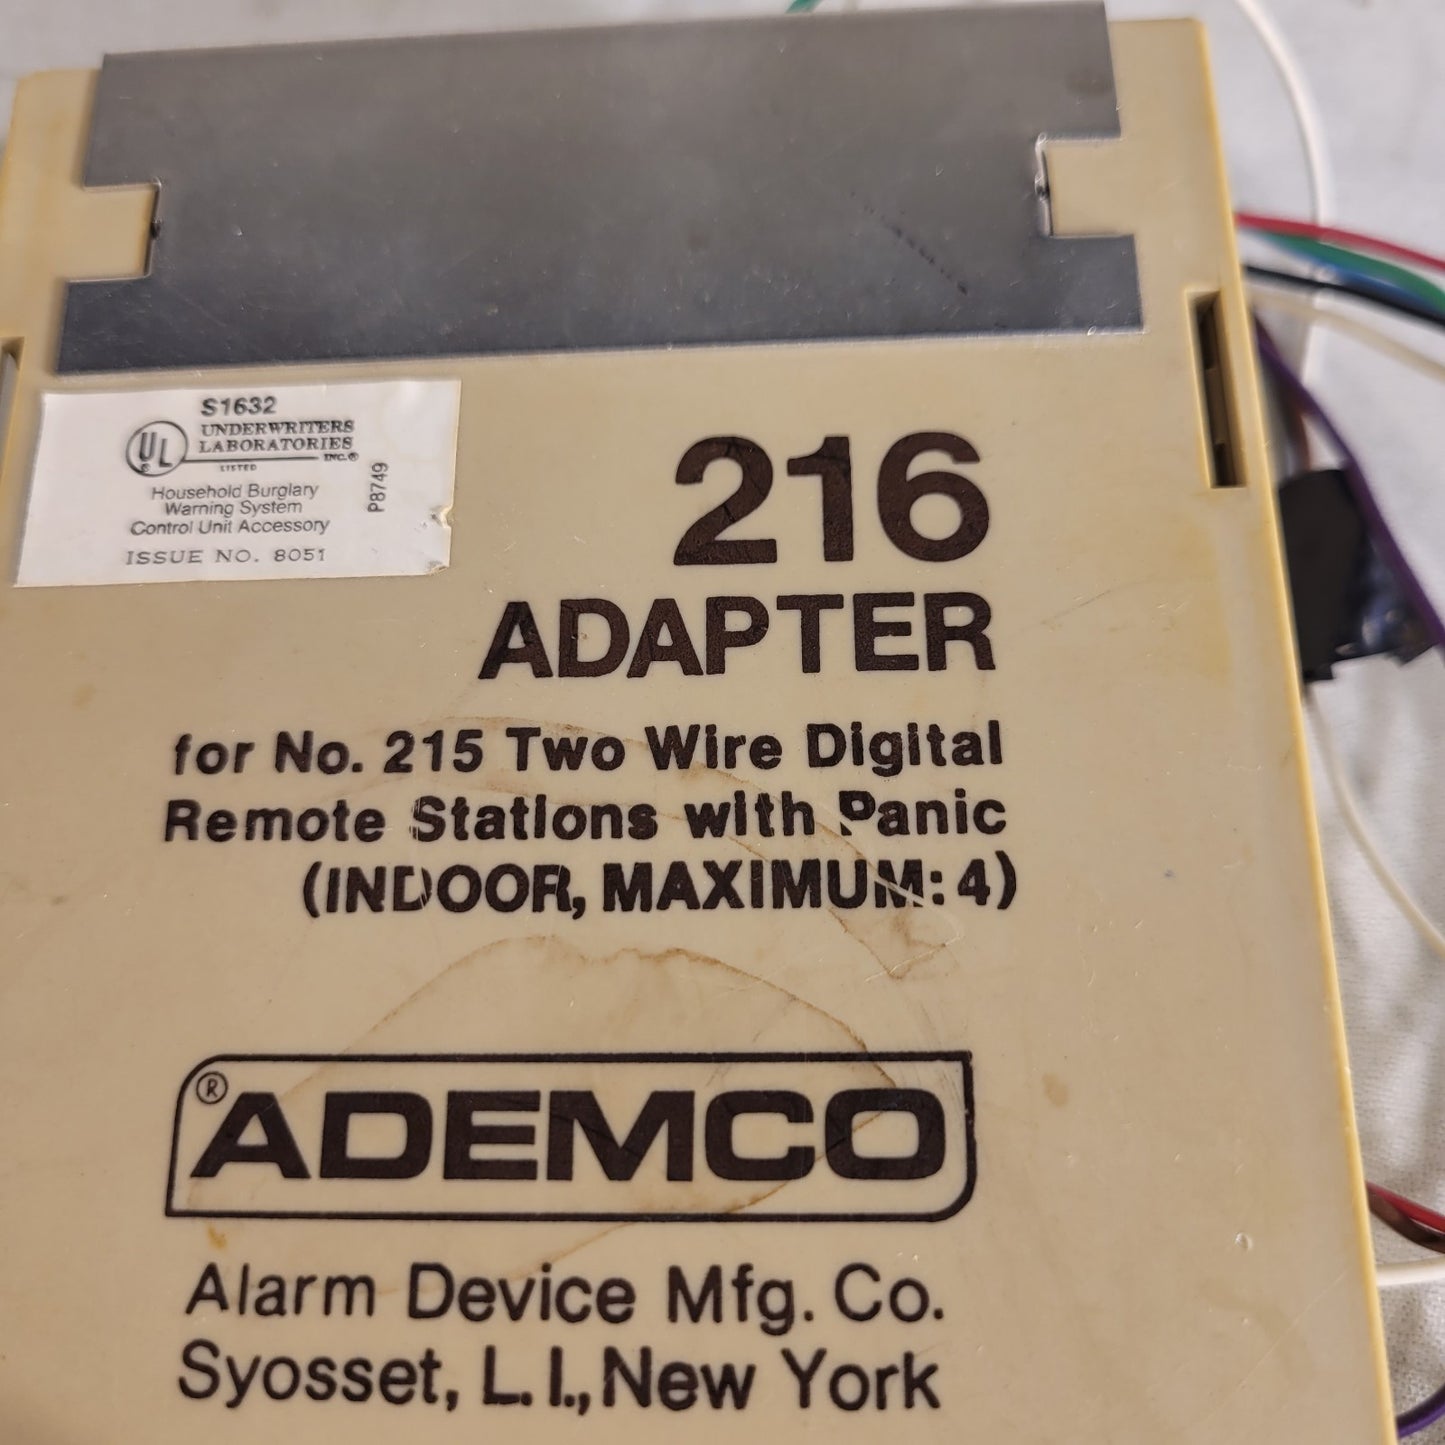 S1632
UL
®
UNDERWRITERS
LABORATORIES
INC.®
LISTED
Household Burglary
Warning System
Control Unit Accessory
ISSUE NO. 8051
P8749
216
ADAPTER
for No. 215 Two Wire Digital
Remote Stations with Panic
(INDOOR, MAXIMUM: 4)
® ADEMCO
Alarm Device Mfg. Co.
Syosset, L.I., New York